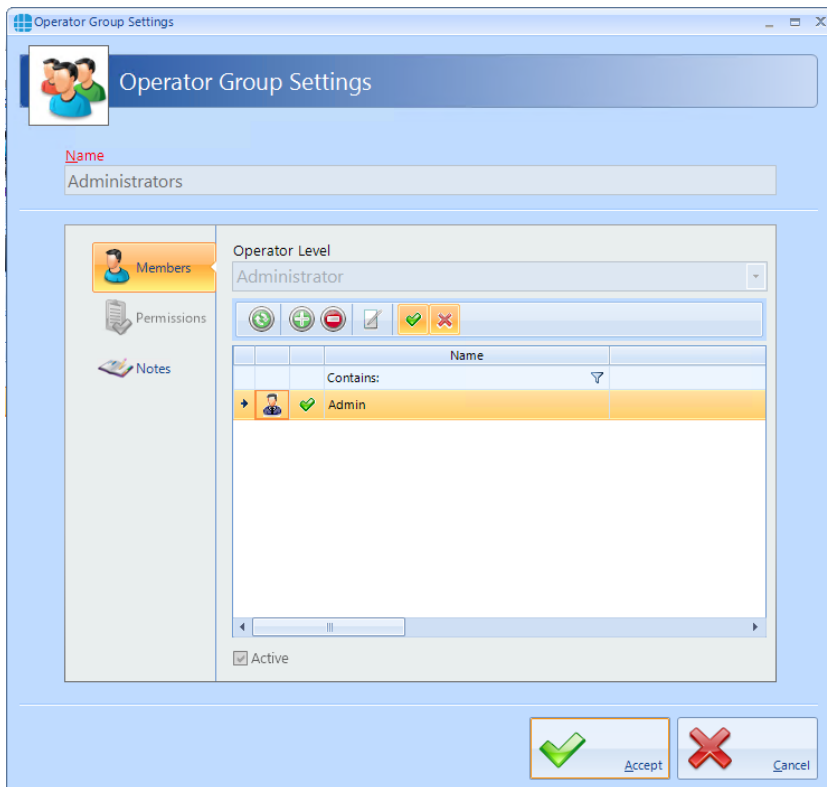 Operator Group Settings
Operator Group Settings
Name
Administrators
Members
Permissions
Notes
Operator Level
Administrator
Name
Contains:
Admin
Active
Accept
Cancel